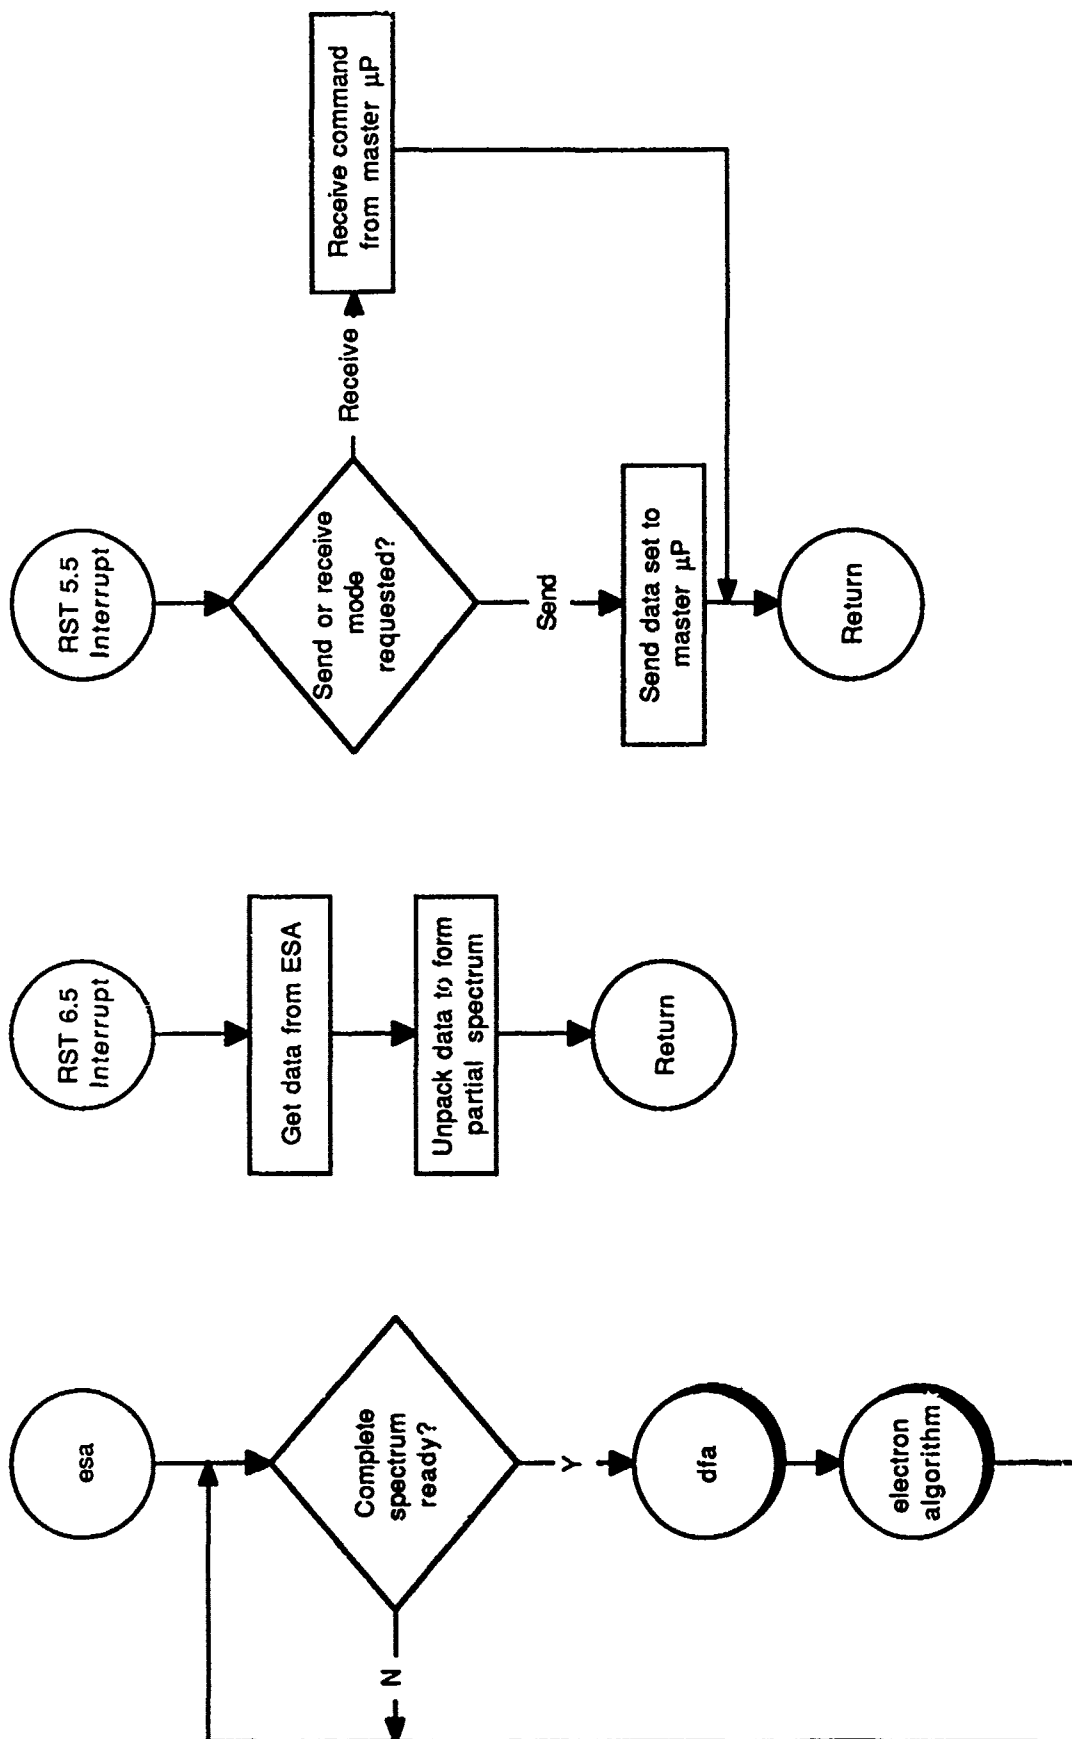 esa
Complete
spectrum
ready?
N
Y
dfa
electron
algorithm
RST 6.5
Interrupt
Get data from ESA
Unpack data to form
partial spectrum
Return
RST 5.5
Interrupt
Send or receive
mode
requested?
Receive
Receive command
from master μP
Send
Send data set to
master μP
Return